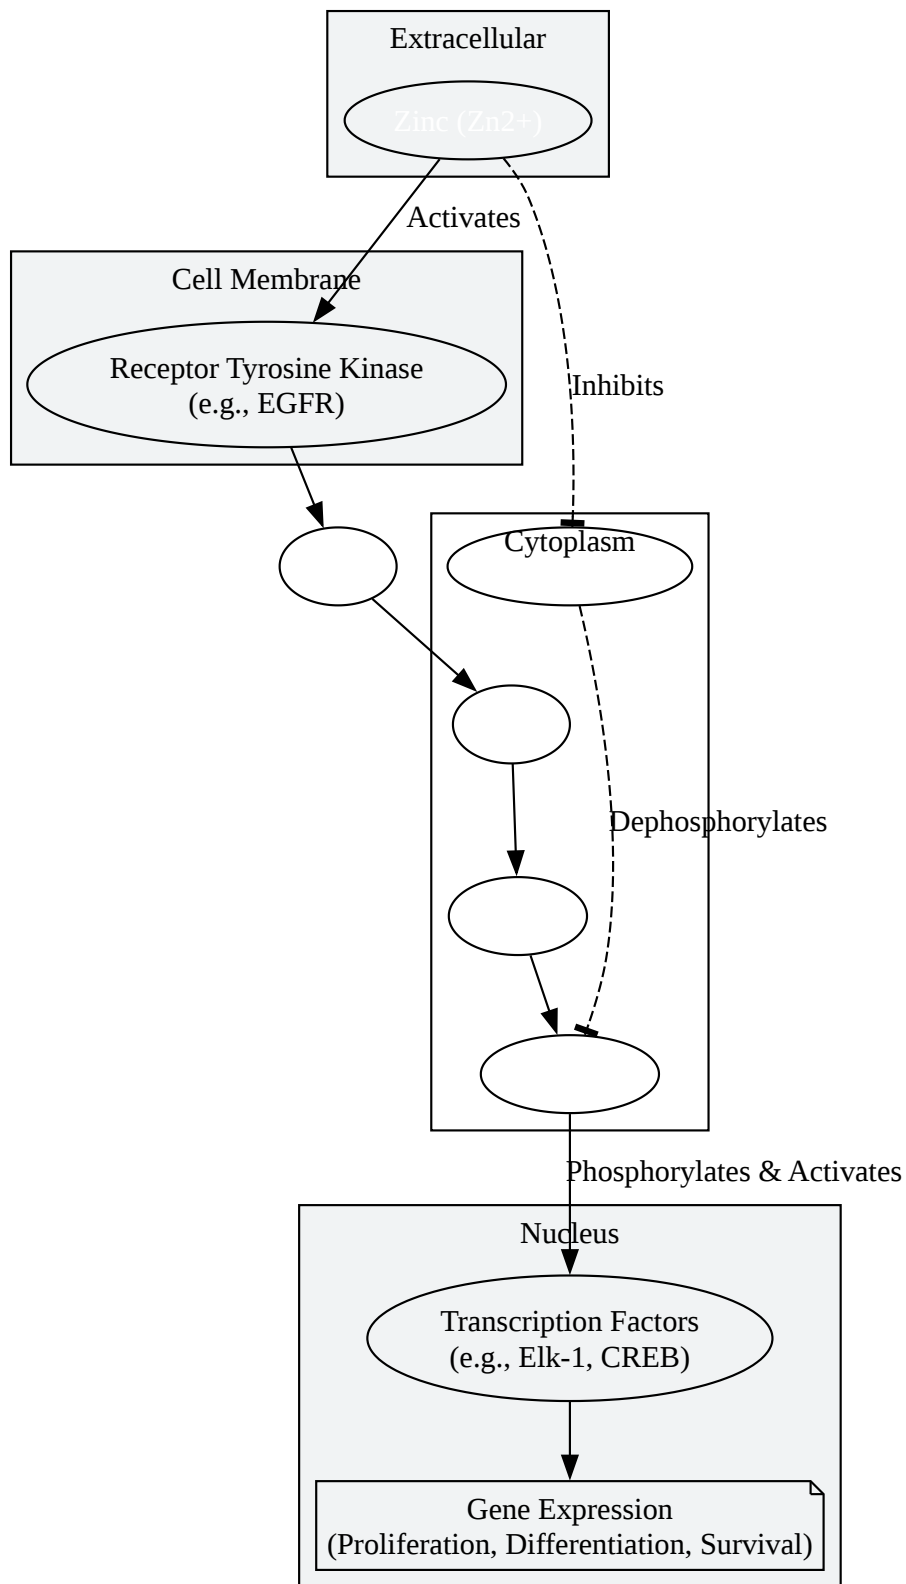 Extracellular
Zinc (Zn2+)
Activates
Cell Membrane
Receptor Tyrosine Kinase
(e.g., EGFR)
Inhibits
Cytoplasm
Dephosphorylates
Phosphorylates & Activates
Nucleus
Transcription Factors
(e.g., Elk-1, CREB)
Gene Expression
(Proliferation, Differentiation, Survival)